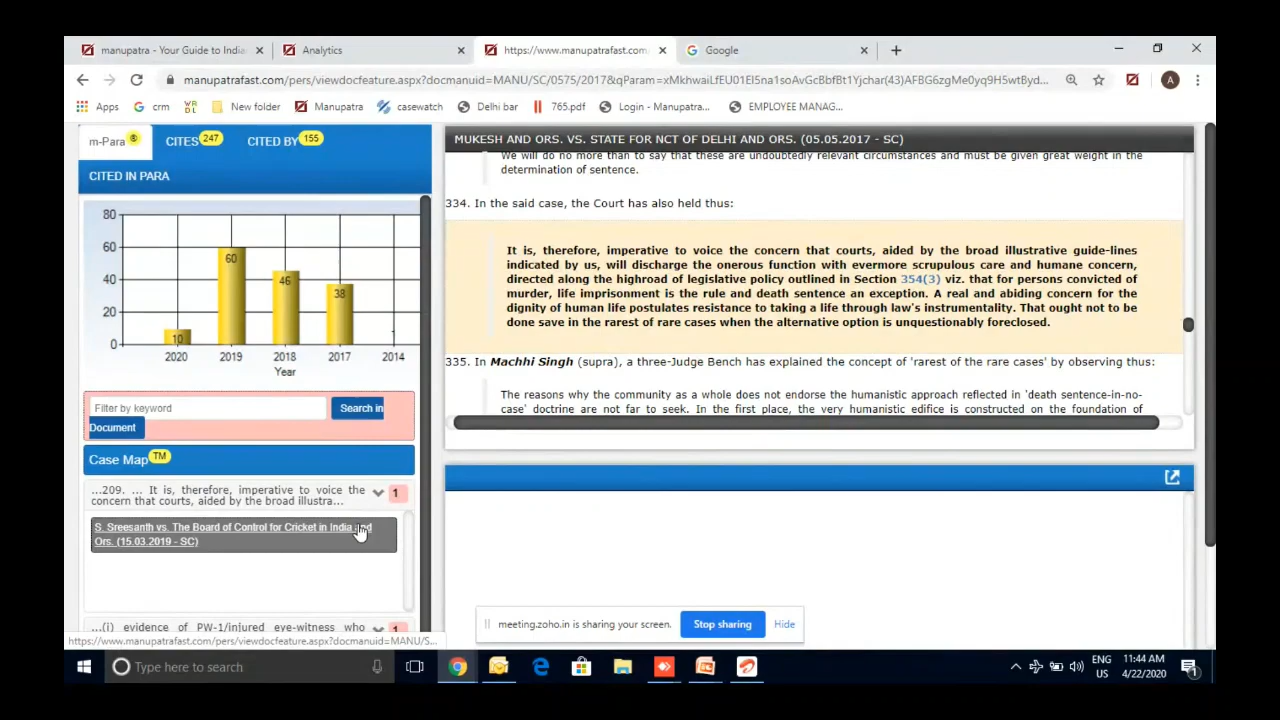 manupatra - Your Guide to India
Analytics
https://www.manupatrafast.com
Google
manupatrafast.com/pers/viewdocfeature.aspx?docmanuid=MANU/SC/0575/2017&qParam=
A
Apps
crm
New folder
Manupatra
casewatch
Delhi bar
765.pdf
Login - Manupatra...
EMPLOYEE MANAG...
m-Para ®
CITES 247
CITED BY 155
CITED IN PARA
80
60
40
20
0
10
60
46
38
1
2020 2019 2018 2017 2014
Year
Filter by keyword
Search in
Document
Case Map TM
...209. ... It is, therefore, imperative to voice the
concern that courts, aided by the broad illustra...
1
S. Sreesanth vs. The Board of Control for Cricket in India and
Ors. (15.03.2019 - SC)
...(i) evidence of PW-1/injured eye-witness who
1
https://www.manupatrafast.com/pers/viewdocfeature.aspx?docmanuid=MANU/S...
MUKESH AND ORS. VS. STATE FOR NCT OF DELHI AND ORS. (05.05.2017 - SC)
We will do no more than to say that these are undoubtedly relevant circumstances and must be given great weight in the
determination of sentence.
334. In the said case, the Court has also held thus:
It is, therefore, imperative to voice the concern that courts, aided by the broad illustrative guide-lines
indicated by us, will discharge the onerous function with evermore scrupulous care and humane concern,
directed along the highroad of legislative policy outlined in Section 354(3) viz. that for persons convicted of
murder, life imprisonment is the rule and death sentence an exception. A real and abiding concern for the
dignity of human life postulates resistance to taking a life through law's instrumentality. That ought not to be
done save in the rarest of rare cases when the alternative option is unquestionably foreclosed.
335. In Machhi Singh (supra), a three-Judge Bench has explained the concept of 'rarest of the rare cases' by observing thus:
The reasons why the community as a whole does not endorse the humanistic approach reflected in 'death sentence-in-no-
case' doctrine are not far to seek. In the first place, the very humanistic edifice is constructed on the foundation of
meeting.zoho.in is sharing your screen.
Stop sharing
Hide
Type here to search
ENG
US
11:44 AM
4/22/2020
1